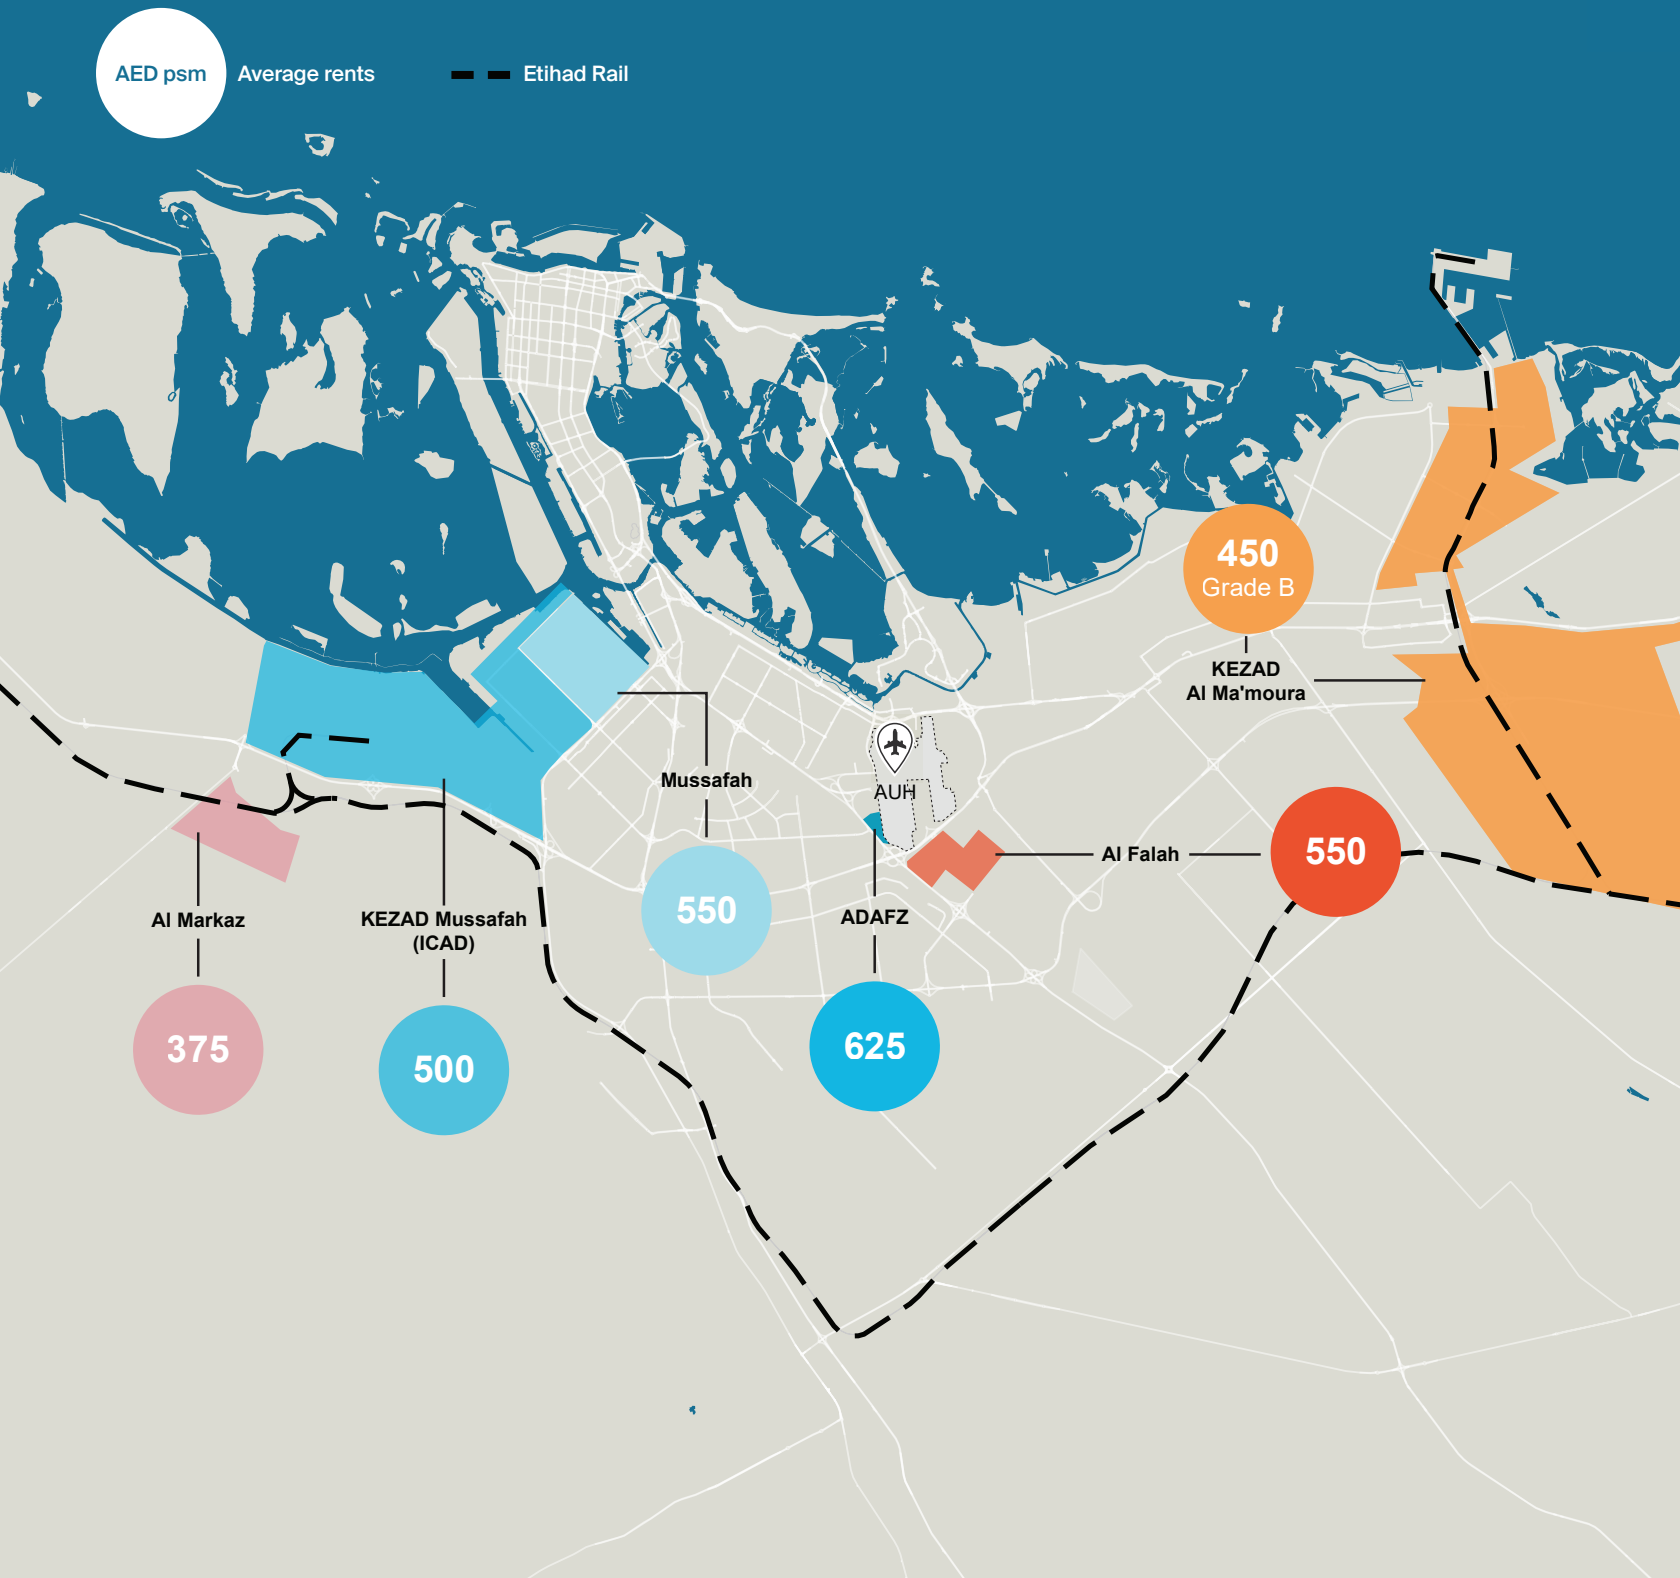 AED psm
Average rents
Etihad Rail
450
Grade B
KEZAD
Al Ma'moura
Mussafah
AUH
550
Al Falah
550
Al Markaz
KEZAD Mussafah
(ICAD)
ADAFZ
375
500
625